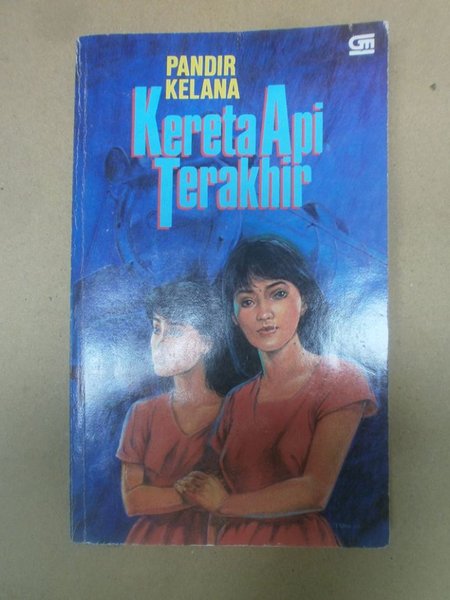 PANDIR
KELANA
Kereta Api
Terakhir